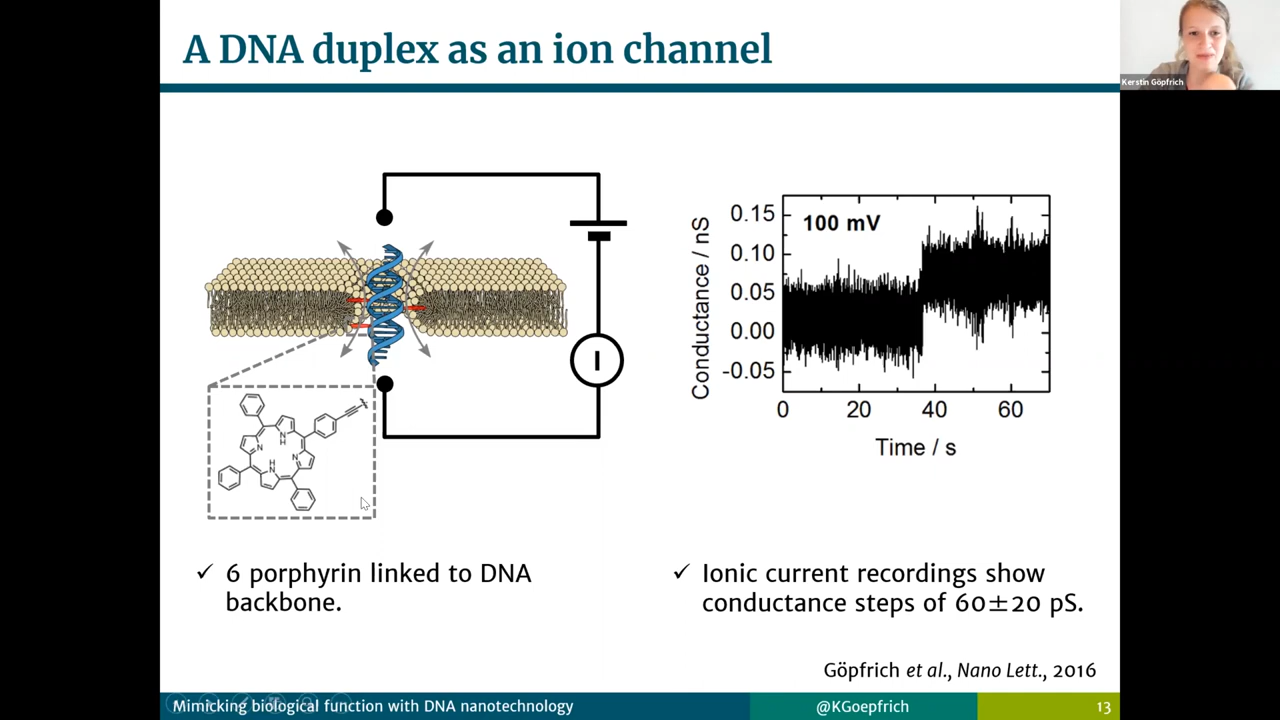 A DNA duplex as an ion channel
Kerstin Göpfrich
I
NH
N
N
H
N
100 mV
0.15
0.10
0.05
0.00
-0.05
Conductance / nS
0
20
40
60
Time / s
✓ 6 porphyrin linked to DNA
backbone.
✓ Ionic current recordings show
conductance steps of 60±20 pS.
Göpfrich et al., Nano Lett., 2016
Mimicking biological function with DNA nanotechnology
@KGoepfrich
13